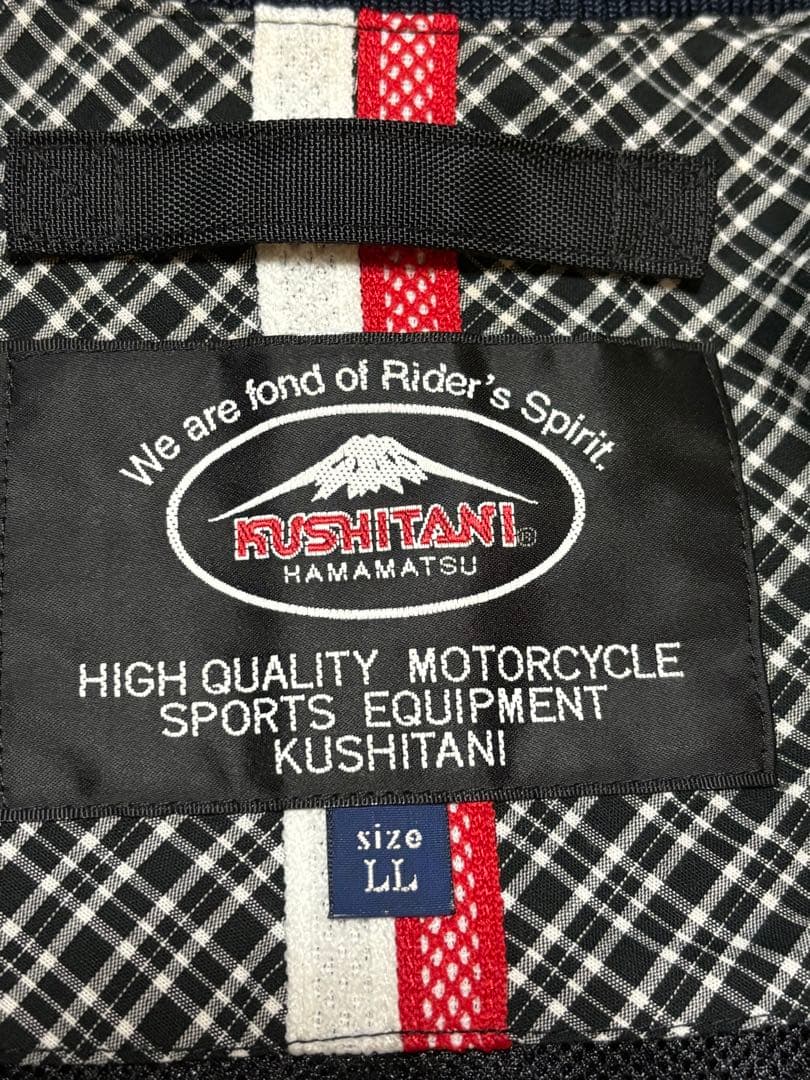 We are fond of Rider's Spirit.
KUSHITANI®
HAMAMATSU
HIGH QUALITY MOTORCYCLE
SPORTS EQUIPMENT
KUSHITANI
size
LL